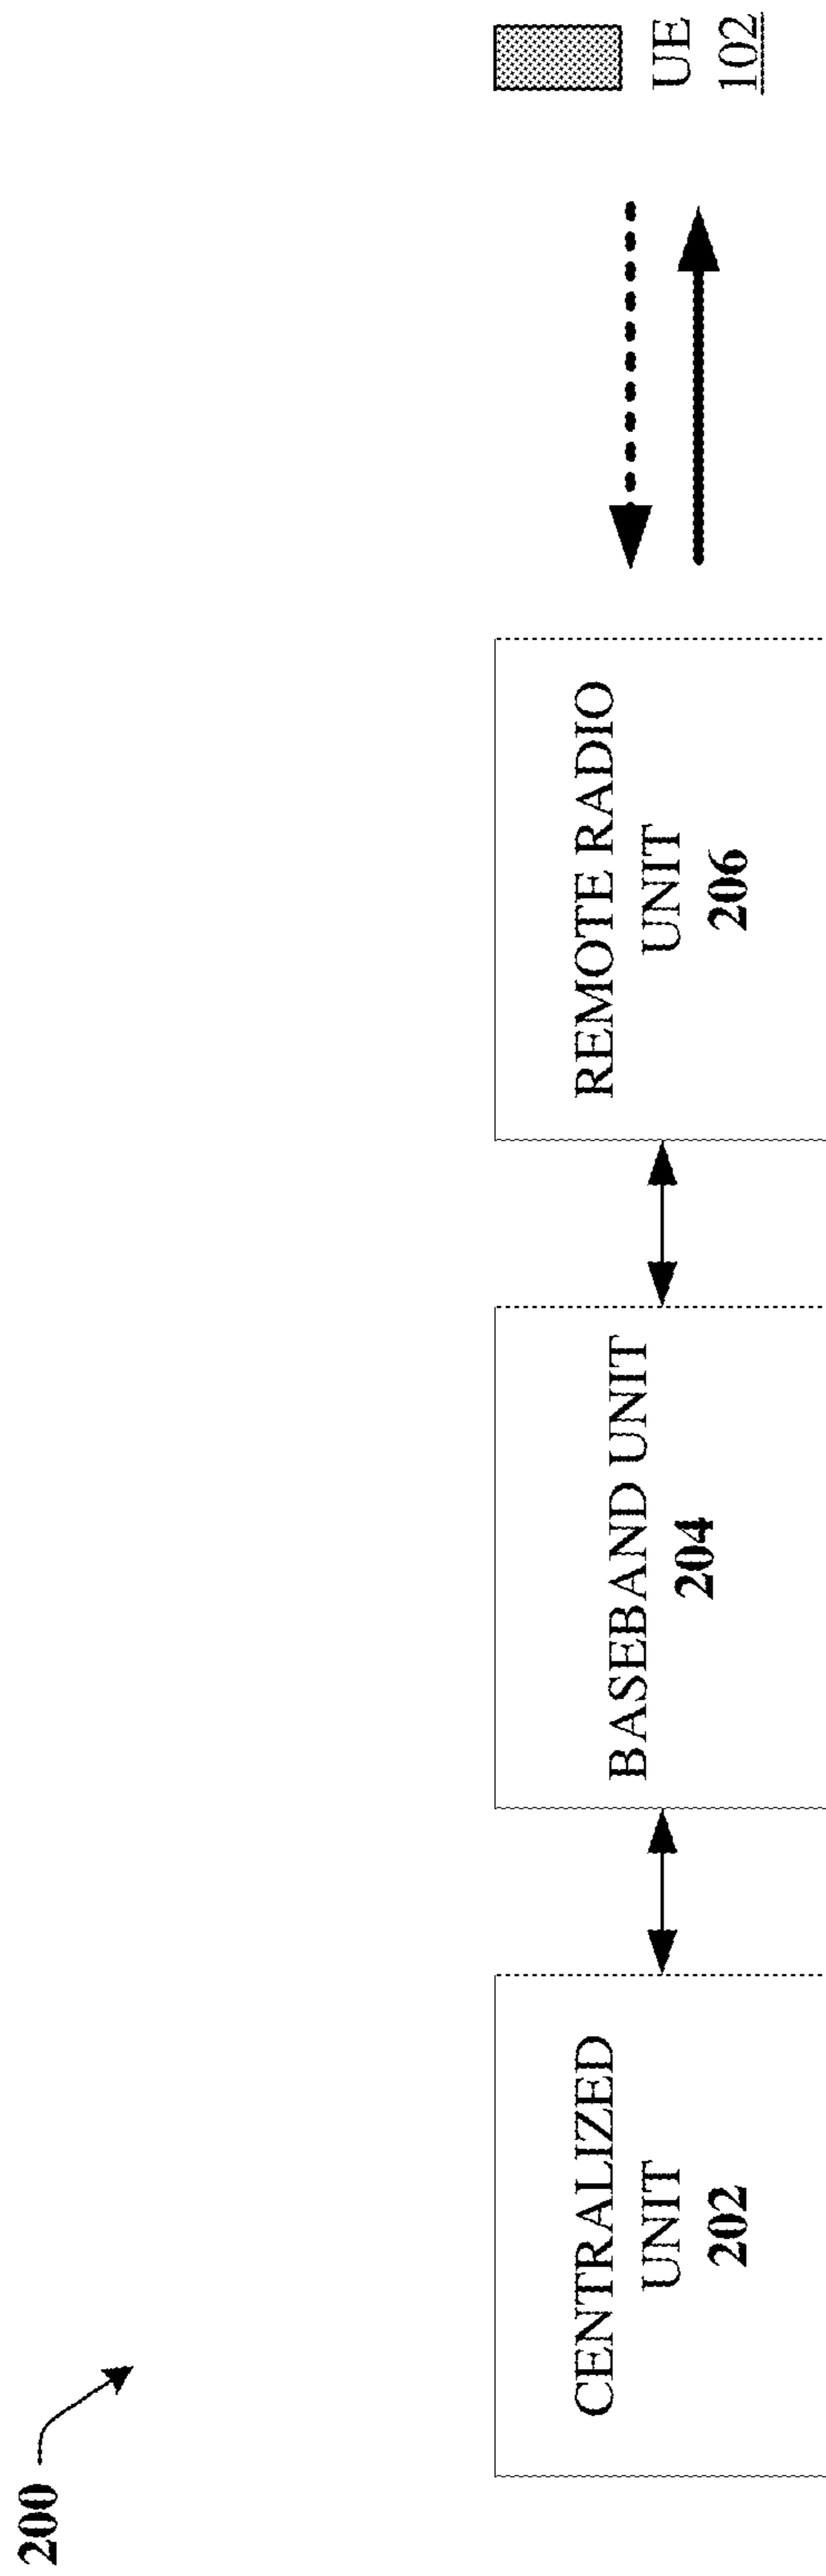 200
CENTRALIZED
UNIT
202
BASEBAND UNIT
204
REMOTE RADIO
UNIT
206
UE
102